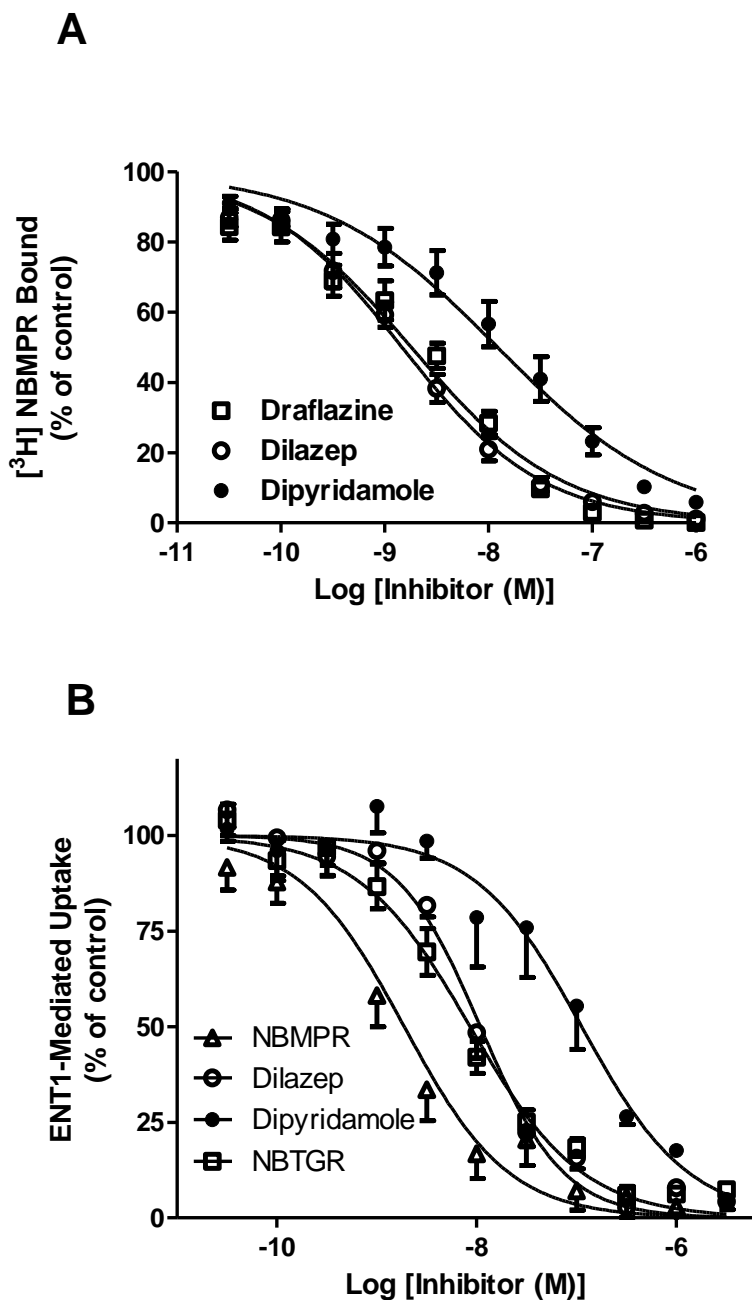 A
[³H] NBMPR Bound
(% of control)
100
80
60
40
20
0
Draflazine
Dilazep
Dipyridamole
-11
-10
-9
-8
-7
-6
Log [Inhibitor (M)]
B
ENT1-Mediated Uptake
(% of control)
100
75
50
25
0
NBMPR
Dilazep
Dipyridamole
NBTGR
-10
-8
-6
Log [Inhibitor (M)]